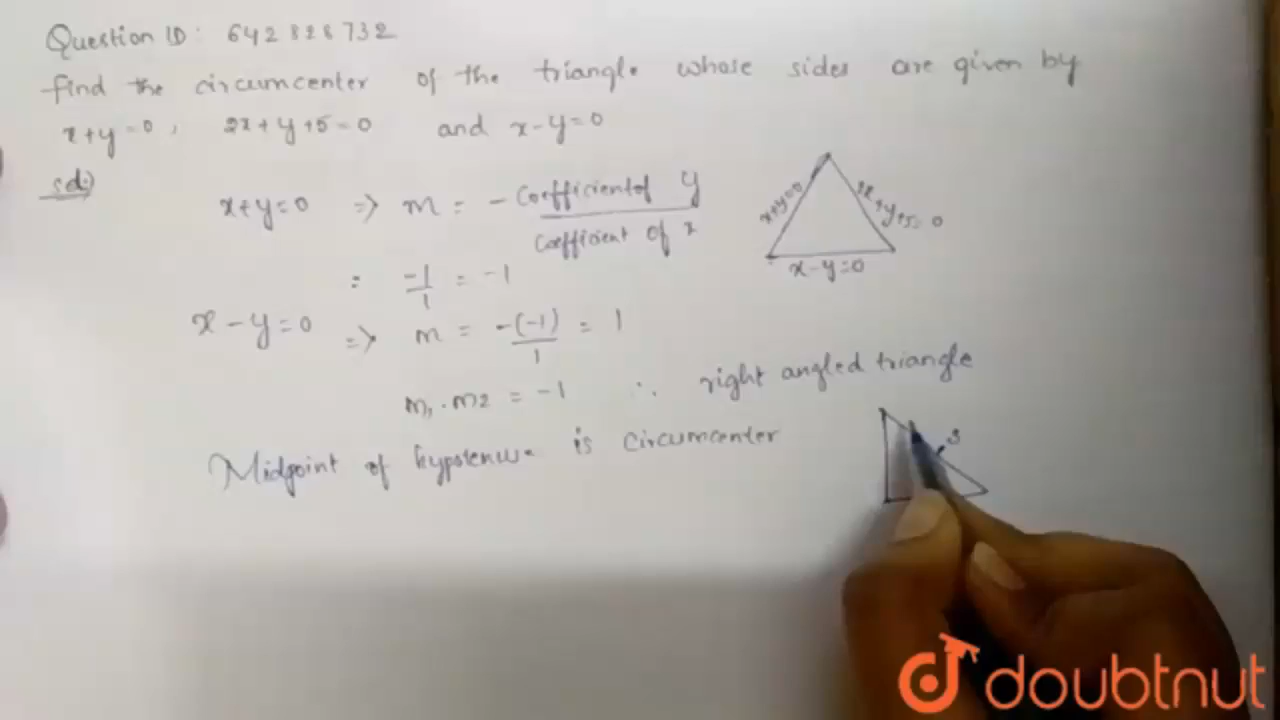 Question ID: 642828732
Find the circumcenter of the triangle whose sides are given by
x+y=0, 2x+y+5=0 and x-y=0
Sol:)
x+y=0 => m = - Coefficient of y / Coefficient of x
x+y=0
2x+y+5=0
x-y=0
= -1/1 = -1
x-y=0 => m = -(-1)/1 = 1
m1.m2 = -1 ∴ right angled triangle
Midpoint of hypotenuse is circumcenter
S
doubtnut